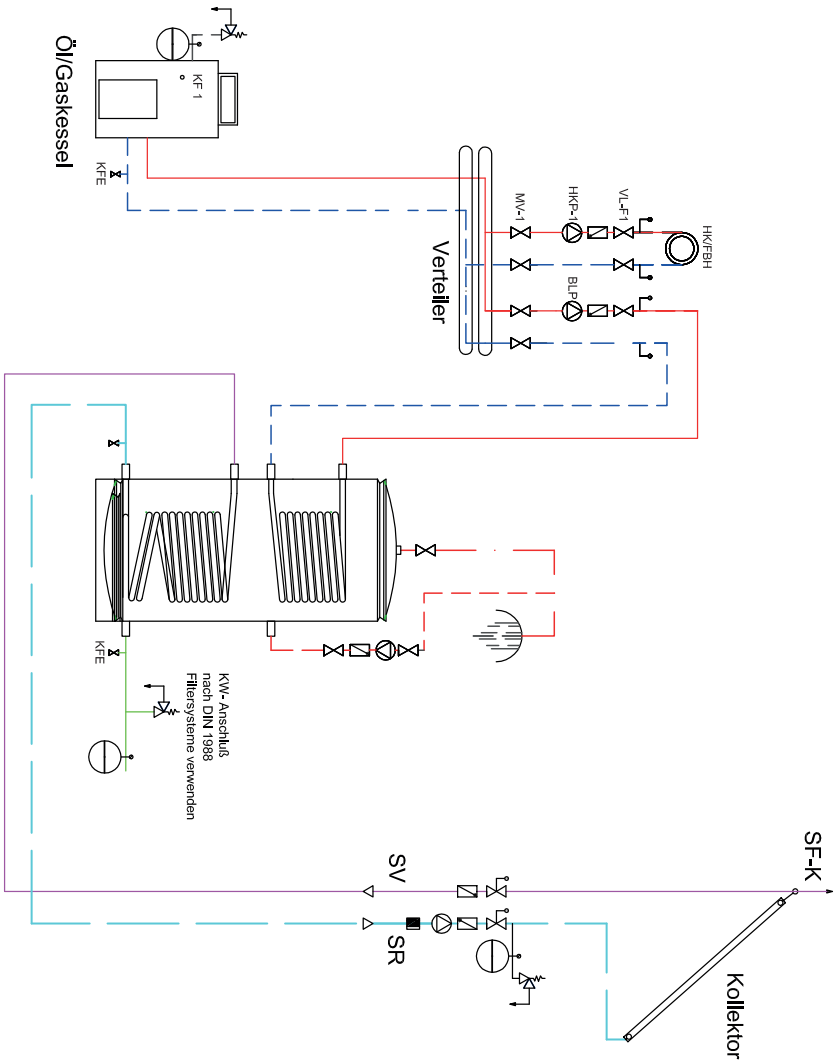 Öl/Gaskessel
KF 1
KFE
Verteiler
MV-1
HKP-1
VL-F1
HK/FBH
BLP
KFE
KW- Anschluß
nach DIN 1988
Filtersysteme verwenden
SV
SR
SF-K
Kollektor